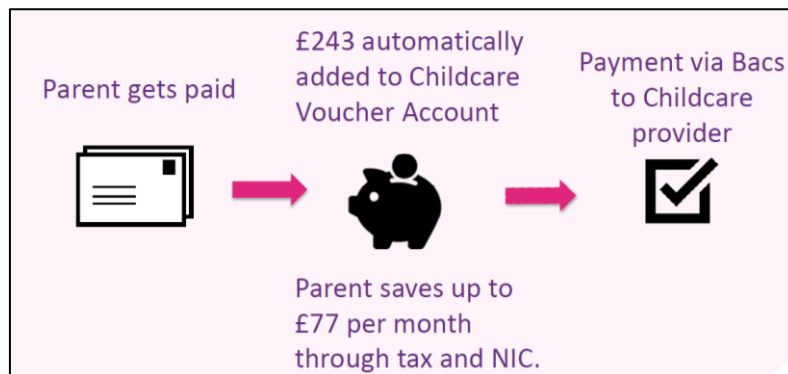 Parent gets paid
£243 automatically
added to Childcare
Voucher Account
Payment via Bacs
to Childcare
provider
Parent saves up to
£77 per month
through tax and NIC.